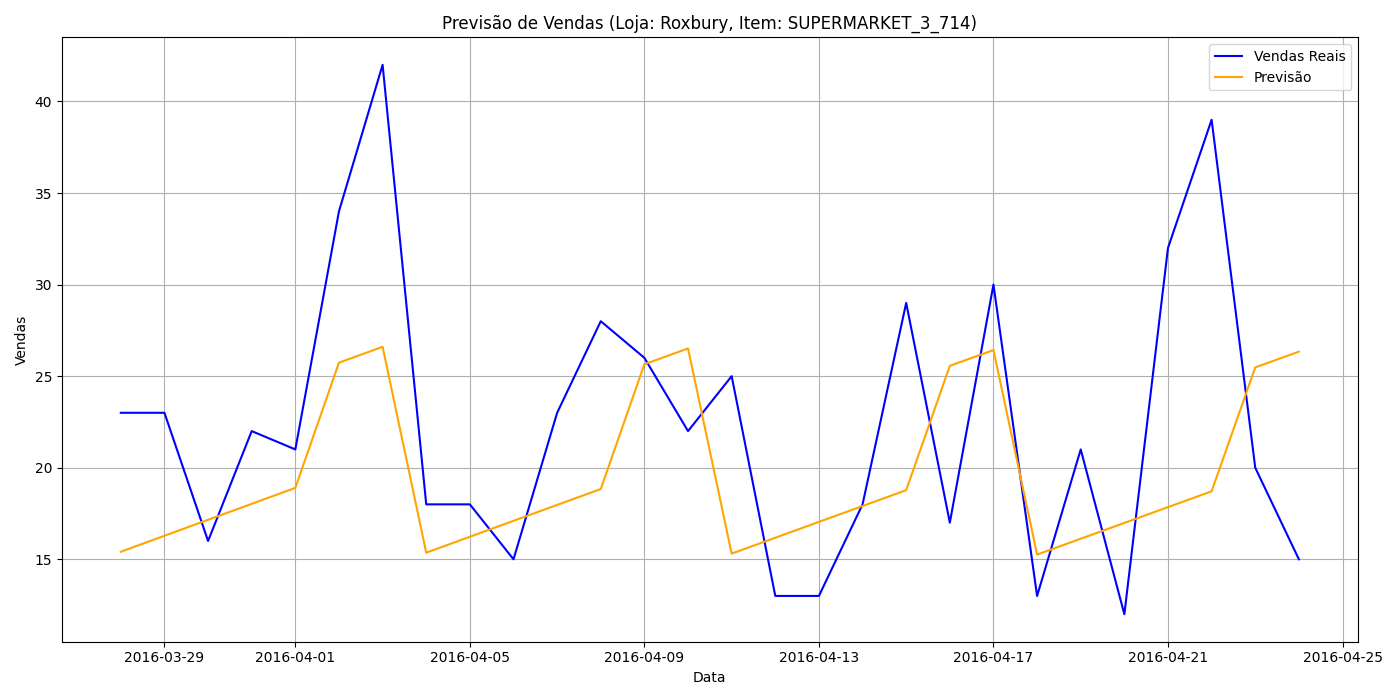 Previsão de Vendas (Loja: Roxbury, Item: SUPERMARKET_3_714)
Vendas Reais
Previsão
40
35
30
25
20
15
Vendas
2016-03-29 2016-04-01 2016-04-05 2016-04-09 2016-04-13 2016-04-17 2016-04-21 2016-04-25
Data